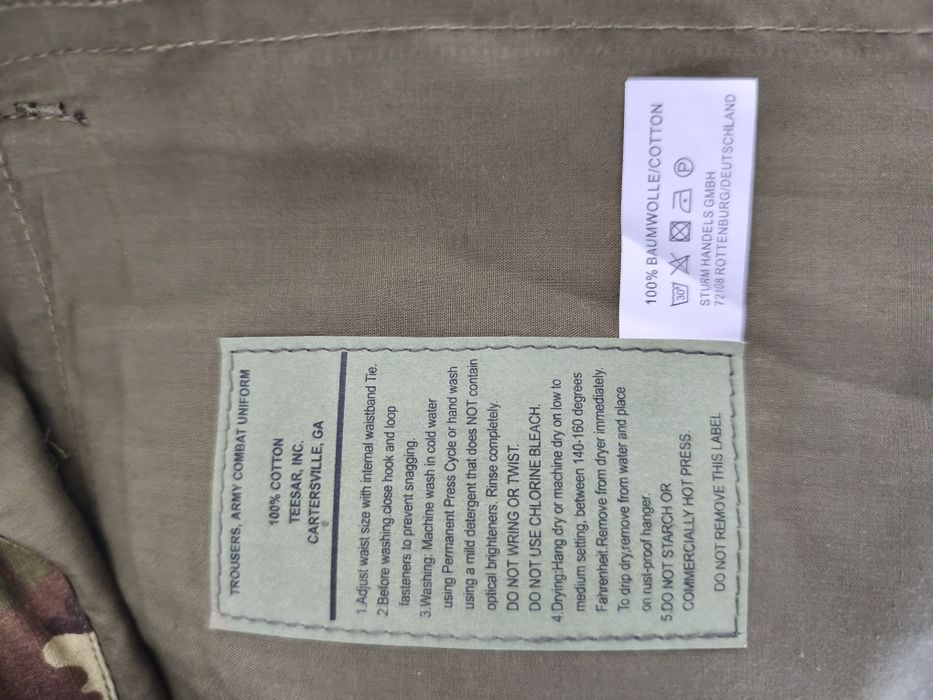 TROUSERS, ARMY COMBAT UNIFORM
100% COTTON
TEESAR, INC.
CARTERSVILLE, GA
1.Adjust waist size with internal waistband Tie.
2.Before washing,close hook and loop
fasteners to prevent snagging.
3.Washing: Machine wash in cold water
using Permanent Press Cycle or hand wash
using a mild detergent that does NOT contain
optical brighteners. Rinse completely.
DO NOT WRING OR TWIST.
DO NOT USE CHLORINE BLEACH.
4.Drying:Hang dry or machine dry on low to
medium setting, between 140-160 degrees
Fahrenheit.Remove from dryer immediately.
To drip dry,remove from water and place
on rust-proof hanger.
5.DO NOT STARCH OR
COMMERCIALLY HOT PRESS.
DO NOT REMOVE THIS LABEL
100% BAUMWOLLE/COTTON
30° P
STURM HANDELS GMBH
72108 ROTTENBURG/DEUTSCHLAND